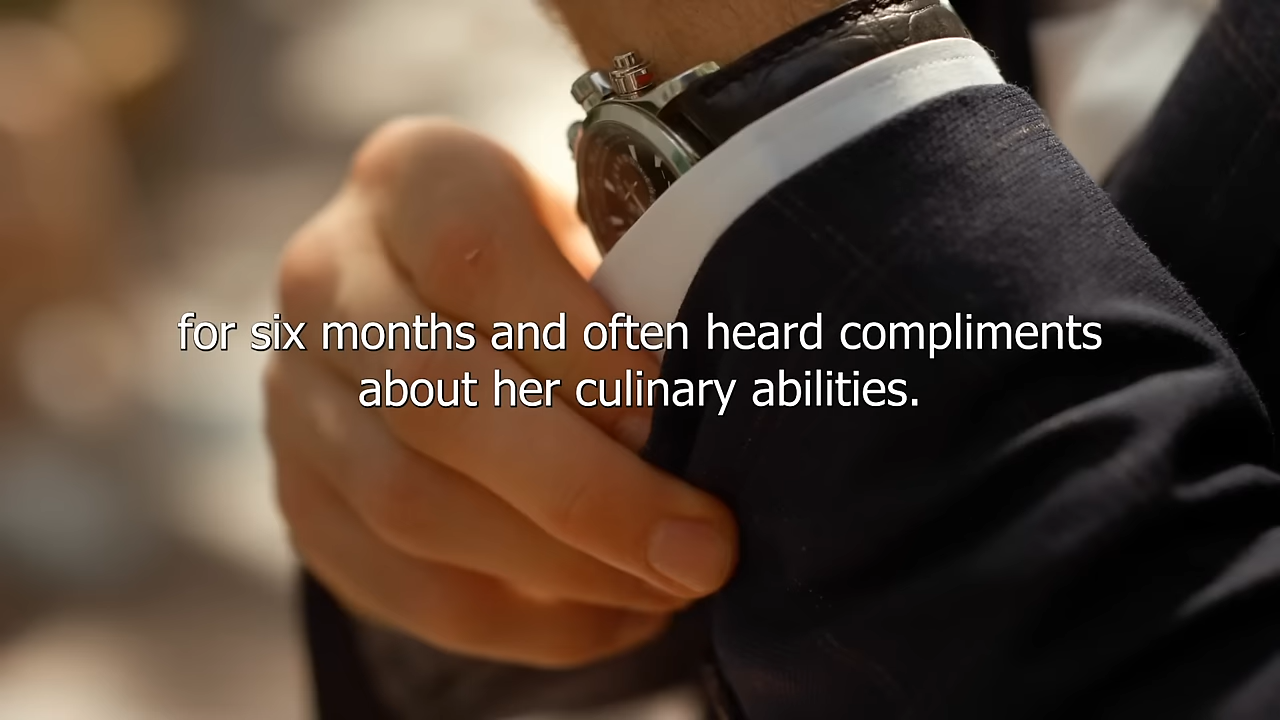 for six months and often heard compliments
about her culinary abilities.